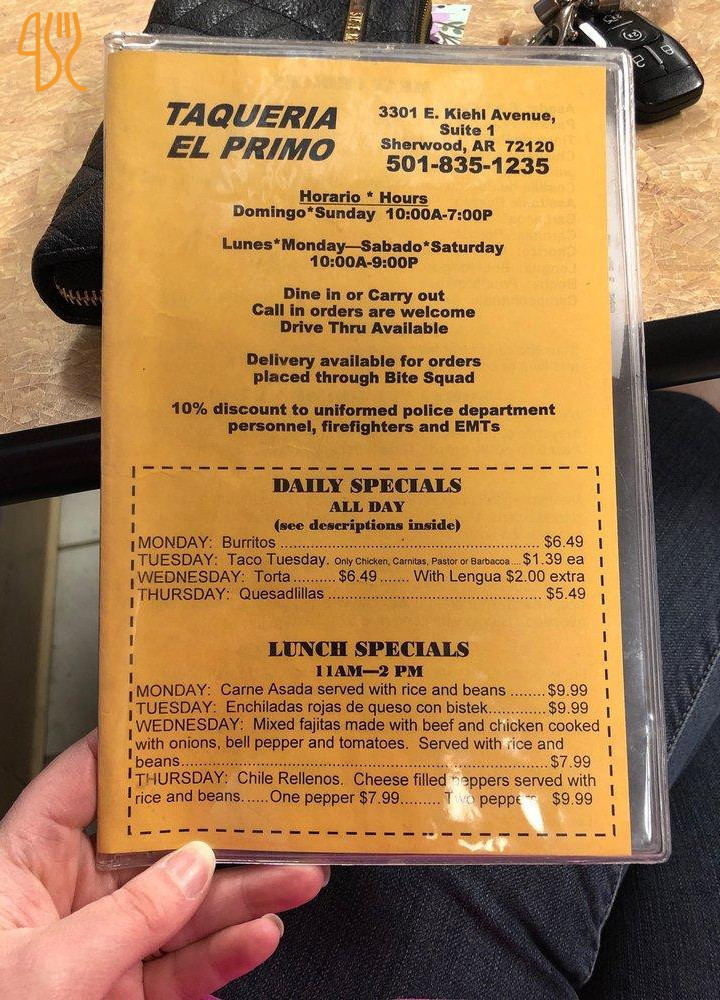 TAQUERIA
EL PRIMO
3301 E. Kiehl Avenue,
Suite 1
Sherwood, AR 72120
501-835-1235
Horario * Hours
Domingo*Sunday 10:00A-7:00P
Lunes*Monday—Sabado*Saturday
10:00A-9:00P
Dine in or Carry out
Call in orders are welcome
Drive Thru Available
Delivery available for orders
placed through Bite Squad
10% discount to uniformed police department
personnel, firefighters and EMTs
DAILY SPECIALS
ALL DAY
(see descriptions inside)
MONDAY: Burritos ................................................ $6.49
TUESDAY: Taco Tuesday. Only Chicken, Carnitas, Pastor or Barbacoa.... $1.39 ea
WEDNESDAY: Torta.......... $6.49....... With Lengua $2.00 extra
THURSDAY: Quesadlillas ......................................... $5.49
LUNCH SPECIALS
11AM—2 PM
MONDAY: Carne Asada served with rice and beans ....... $9.99
TUESDAY: Enchiladas rojas de queso con bistek............. $9.99
WEDNESDAY: Mixed fajitas made with beef and chicken cooked
with onions, bell pepper and tomatoes. Served with rice and
beans..................................................................... $7.99
THURSDAY: Chile Rellenos. Cheese filled peppers served with
rice and beans......One pepper $7.99......... Two peppers $9.99